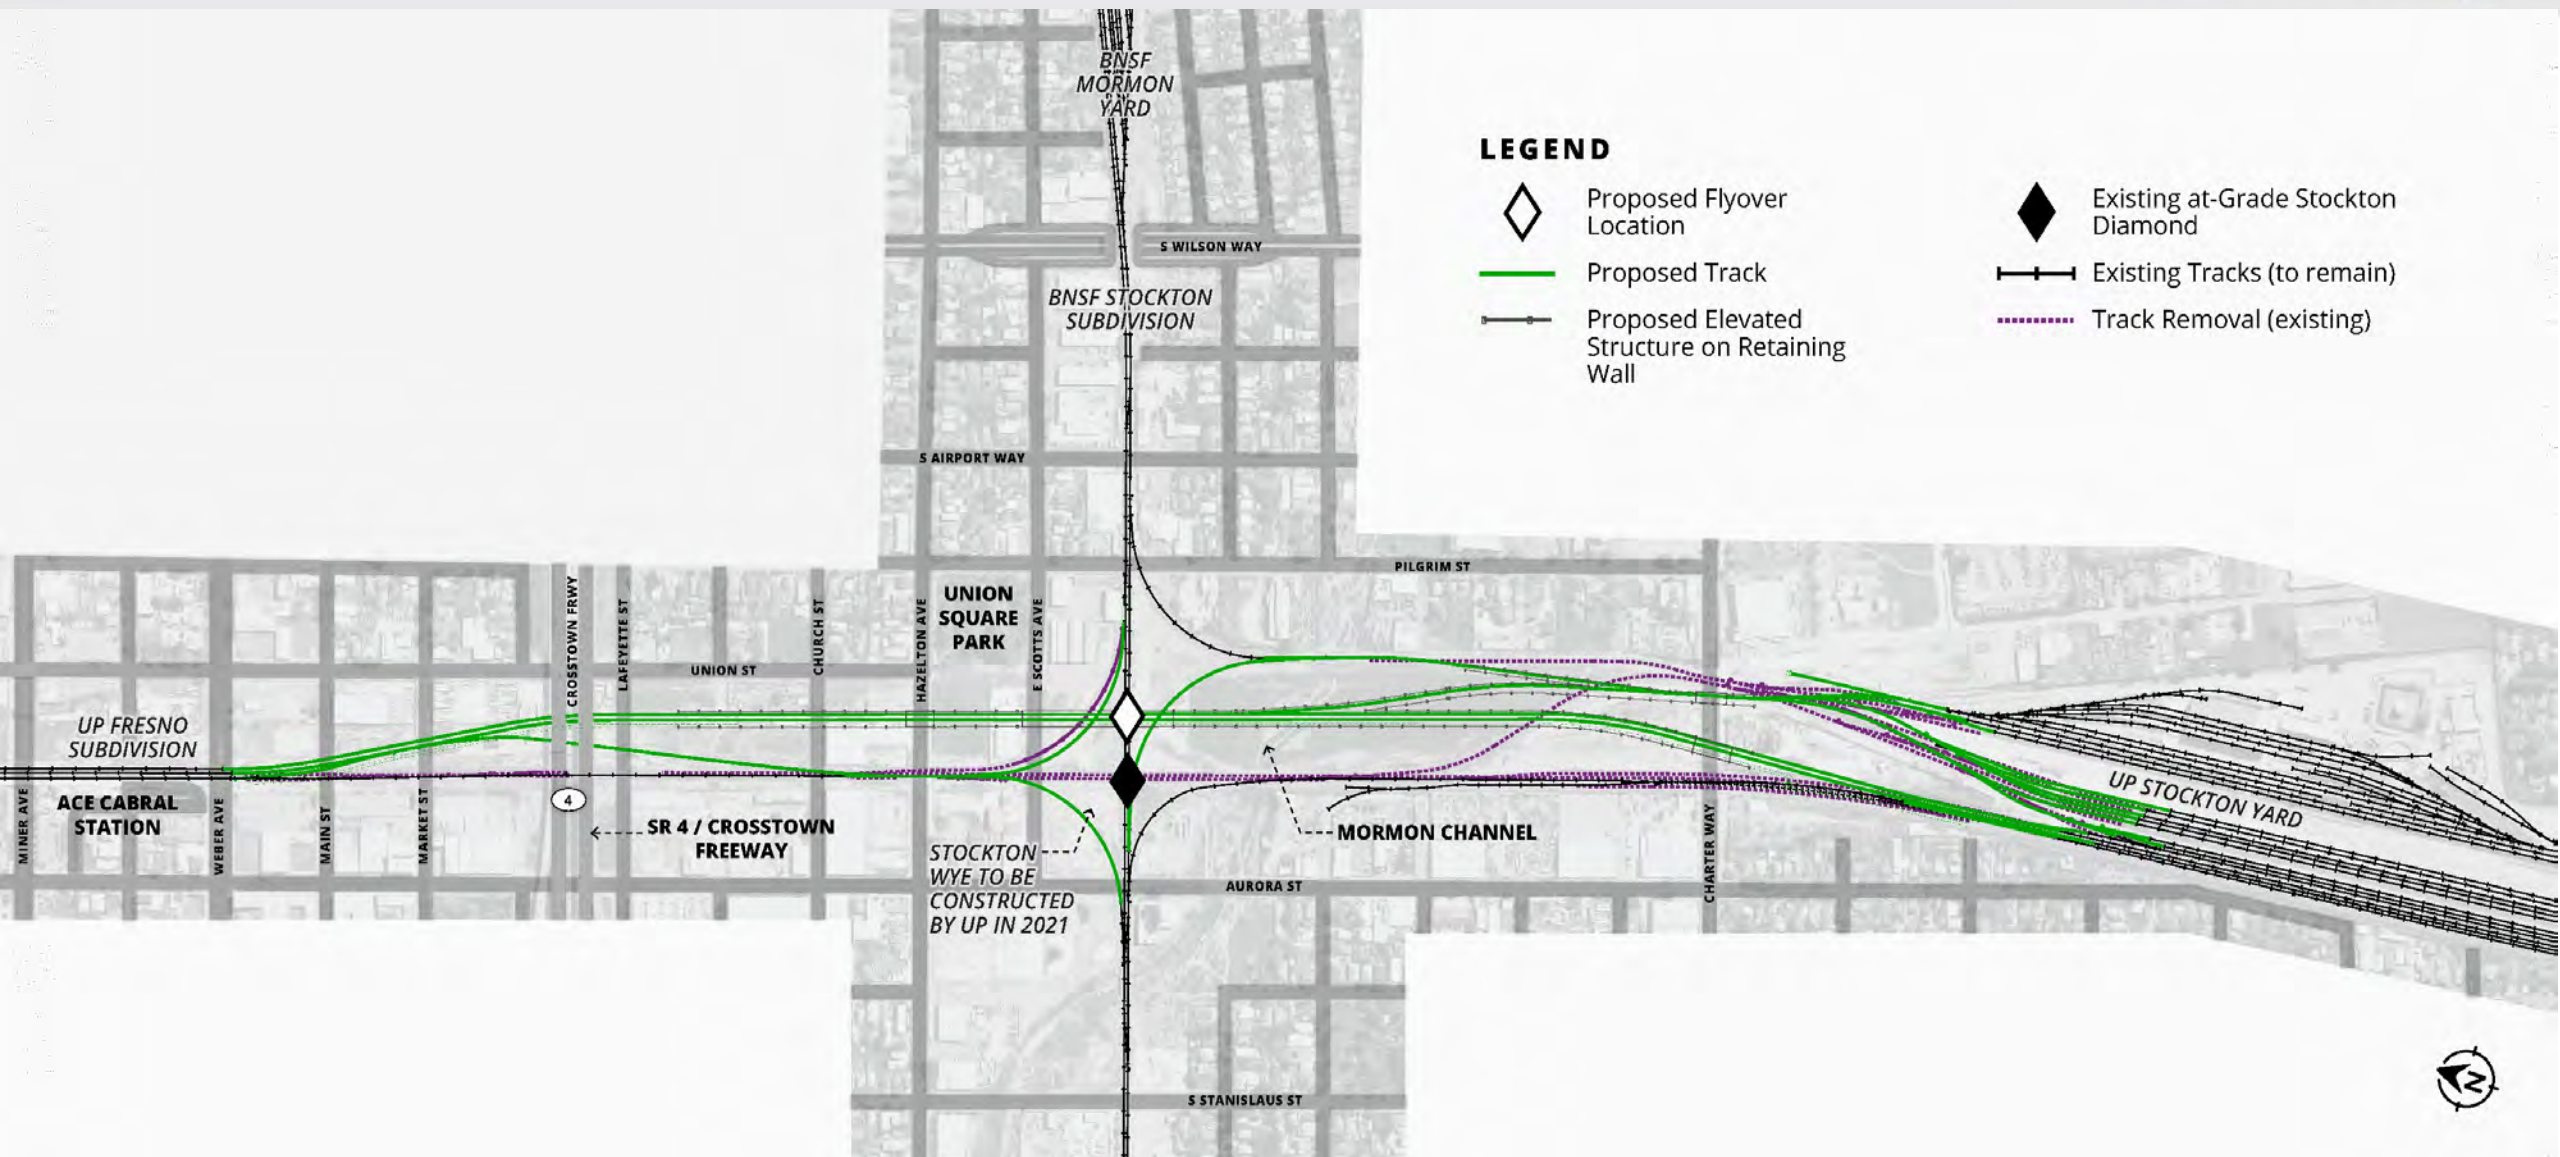 BNSF
MORMON
YARD
LEGEND
Proposed Flyover
Location
Proposed Track
Proposed Elevated
Structure on Retaining
Wall
Existing at-Grade Stockton
Diamond
Existing Tracks (to remain)
Track Removal (existing)
S WILSON WAY
BNSF STOCKTON
SUBDIVISION
S AIRPORT WAY
PILGRIM ST
UNION
SQUARE
PARK
CROSSTOWN FRWY
LAFEYETTE ST
CHURCH ST
HAZELTON AVE
E SCOTTS AVE
UNION ST
UP FRESNO
SUBDIVISION
ACE CABRAL
STATION
MINER AVE
WEBER AVE
MAIN ST
MARKET ST
4
SR 4 / CROSSTOWN
FREEWAY
STOCKTON
WYE TO BE
CONSTRUCTED
BY UP IN 2021
MORMON CHANNEL
AURORA ST
CHARTER WAY
UP STOCKTON YARD
S STANISLAUS ST
N